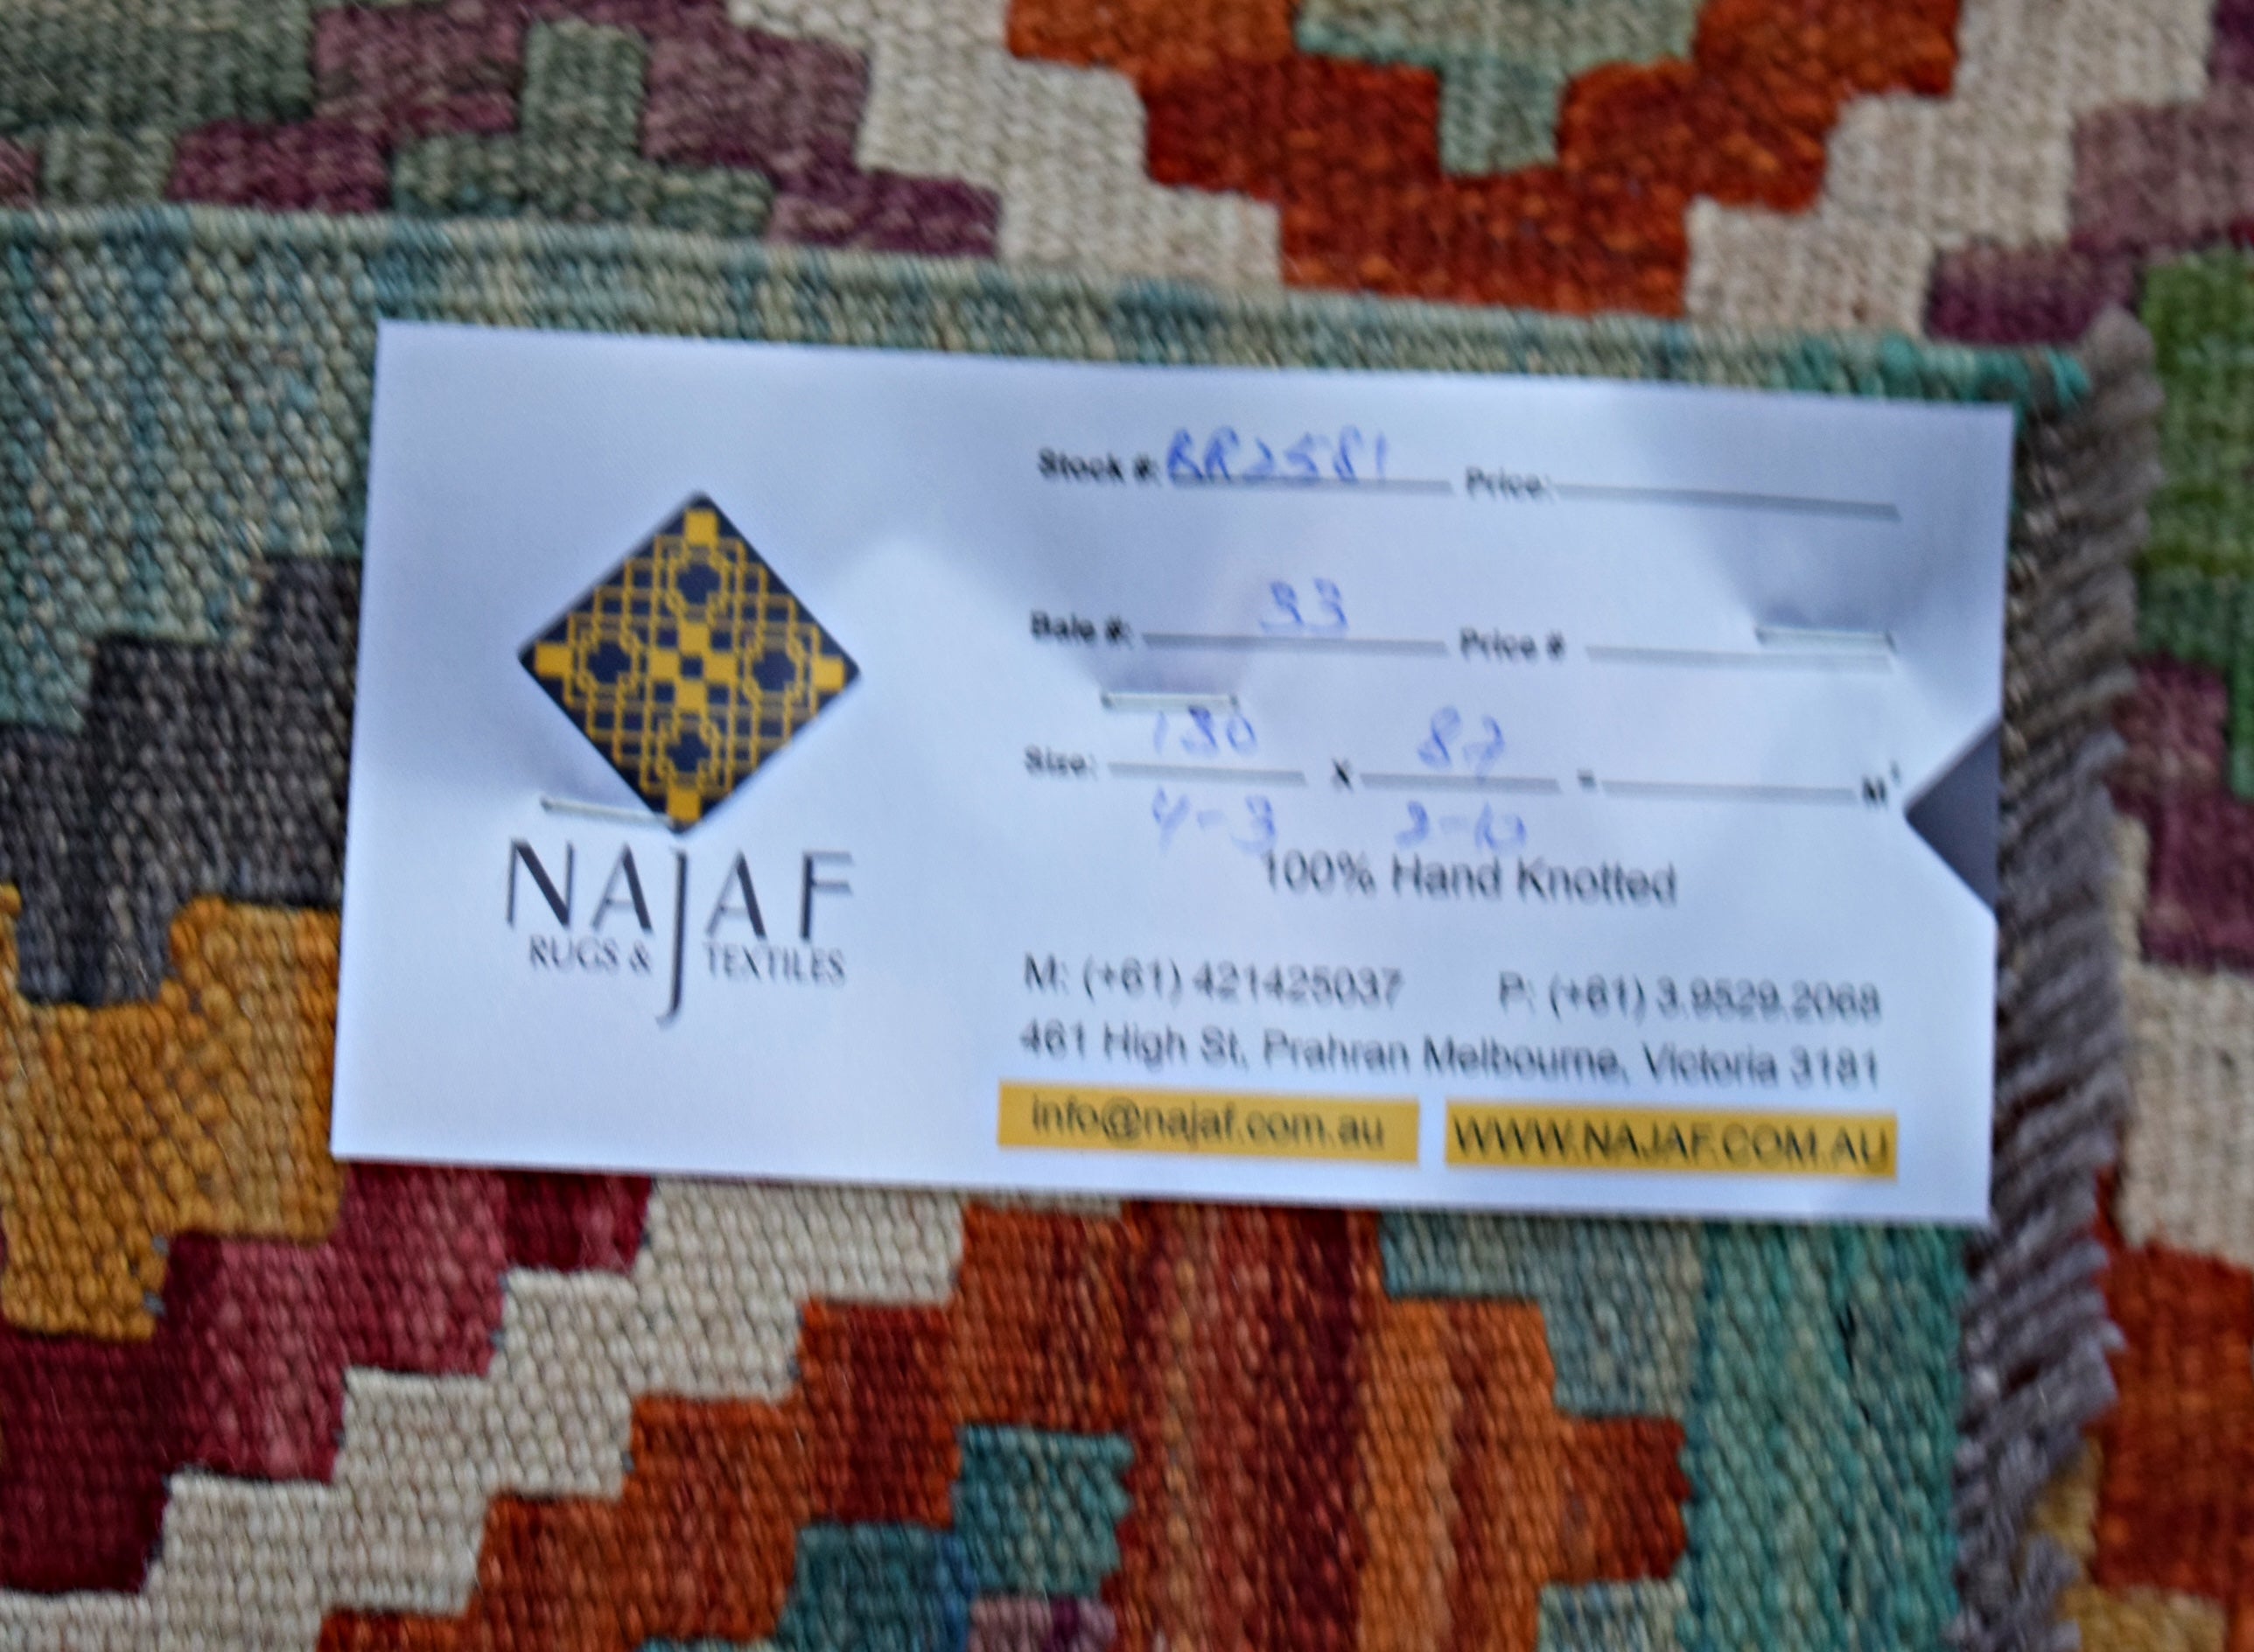 NAJAF
RUGS & TEXTILES
Stock #: RR2581 Price:
Bale #: 33 Price #
130 87
Size: X = M²
4-3 2-10
100% Hand Knotted
M: (+61) 421425037 P: (+61) 3.9529.2068
461 High St, Prahran Melbourne, Victoria 3181
info@najaf.com.au WWW.NAJAF.COM.AU